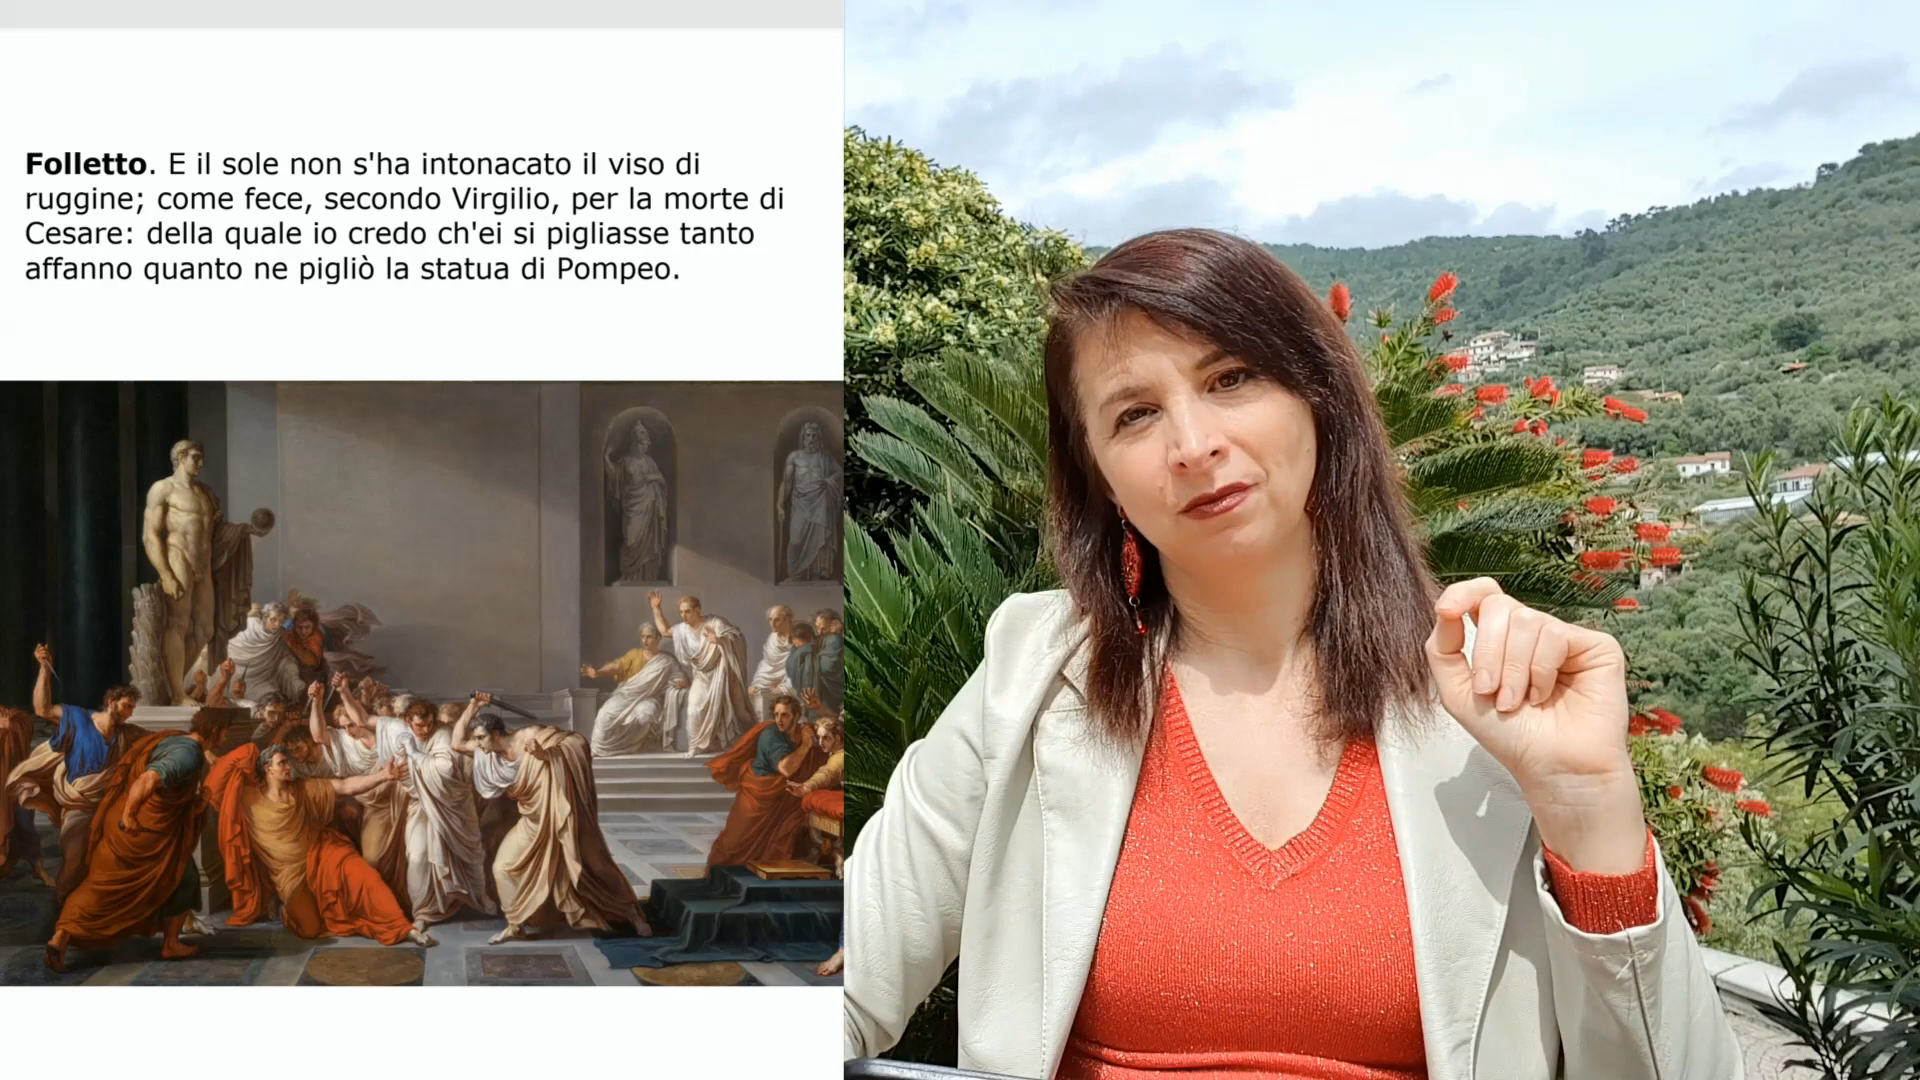 Folletto. E il sole non s'ha intonacato il viso di
ruggine; come fece, secondo Virgilio, per la morte di
Cesare: della quale io credo ch'ei si pigliasse tanto
affanno quanto ne pigliò la statua di Pompeo.